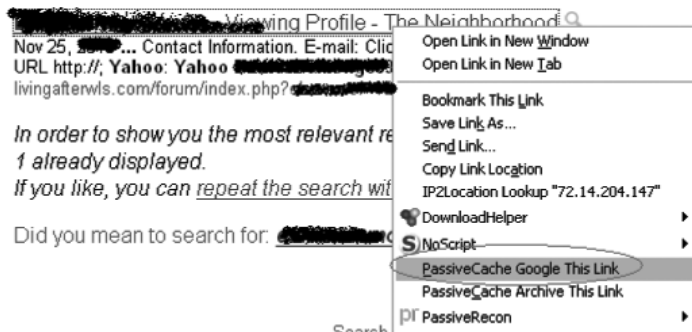 Viewing Profile - The Neighborhood
Nov 25, ... Contact Information. E-mail: Clic
URL http://; Yahoo: Yahoo
livingafterwls.com/forum/index.php?
In order to show you the most relevant re
1 already displayed.
If you like, you can repeat the search wit
Did you mean to search for:
Search
Open Link in New Window
Open Link in New Tab
Bookmark This Link
Save Link As...
Send Link...
Copy Link Location
IP2Location Lookup "72.14.204.147"
DownloadHelper
S NoScript
PassiveCache Google This Link
PassiveCache Archive This Link
pr PassiveRecon